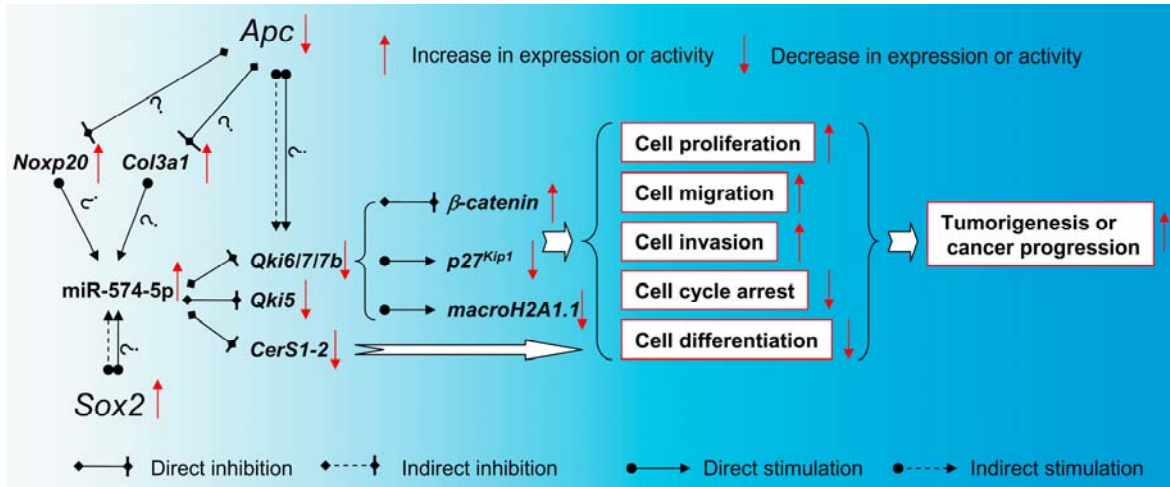 Apc
Increase in expression or activity
Decrease in expression or activity
?
?
?
Noxp20
Col3a1
?
?
Cell proliferation
Cell migration
Cell invasion
Cell cycle arrest
Cell differentiation
β-catenin
Qki6/7/7b
p27Kip1
miR-574-5p
Qki5
macroH2A1.1
CerS1-2
Tumorigenesis or
cancer progression
?
Sox2
Direct inhibition
Indirect inhibition
Direct stimulation
Indirect stimulation